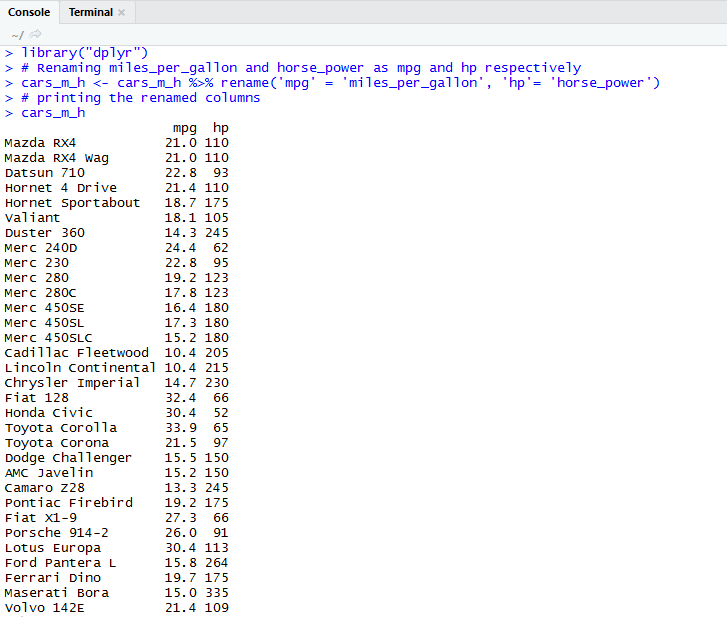 Console Terminal ×
~/
> library("dplyr")
> # Renaming miles_per_gallon and horse_power as mpg and hp respectively
> cars_m_h <- cars_m_h %>% rename('mpg' = 'miles_per_gallon', 'hp'= 'horse_power')
> # printing the renamed columns
> cars_m_h
                     mpg  hp
Mazda RX4           21.0 110
Mazda RX4 Wag       21.0 110
Datsun 710          22.8  93
Hornet 4 Drive      21.4 110
Hornet Sportabout   18.7 175
Valiant             18.1 105
Duster 360          14.3 245
Merc 240D           24.4  62
Merc 230            22.8  95
Merc 280            19.2 123
Merc 280C           17.8 123
Merc 450SE          16.4 180
Merc 450SL          17.3 180
Merc 450SLC         15.2 180
Cadillac Fleetwood  10.4 205
Lincoln Continental 10.4 215
Chrysler Imperial   14.7 230
Fiat 128            32.4  66
Honda Civic         30.4  52
Toyota Corolla      33.9  65
Toyota Corona       21.5  97
Dodge Challenger    15.5 150
AMC Javelin         15.2 150
Camaro Z28          13.3 245
Pontiac Firebird    19.2 175
Fiat X1-9           27.3  66
Porsche 914-2       26.0  91
Lotus Europa        30.4 113
Ford Pantera L      15.8 264
Ferrari Dino        19.7 175
Maserati Bora       15.0 335
Volvo 142E          21.4 109